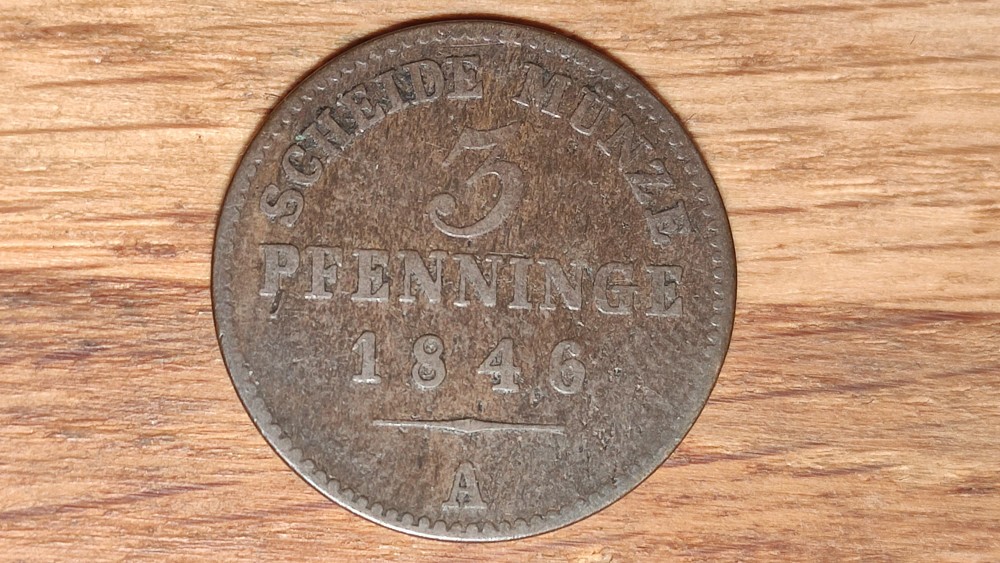 SCHEIDE MÜNZE
3
PFENNINGE
1846
A